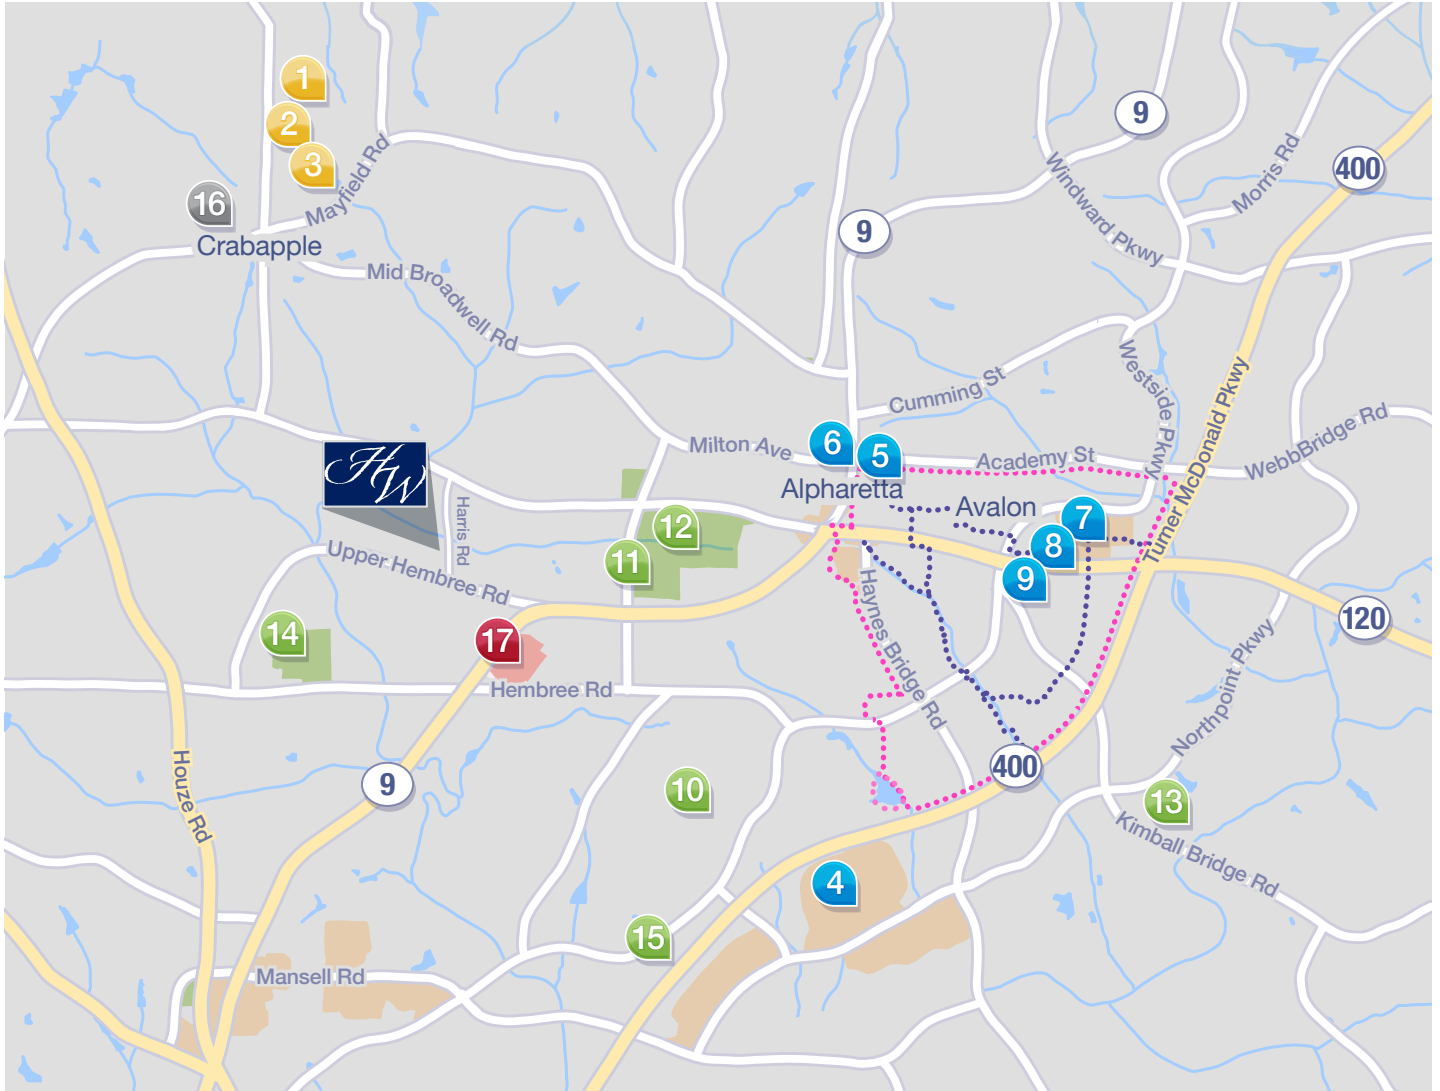 1
2
9
3
Mayfield Rd
Morris Rd
400
16
Windward Pkwy
9
Crabapple
Mid Broadwell Rd
Westside Pkwy
Cumming St
Turner McDonald Pkwy
WebbBridge Rd
6
5
Milton Ave
Academy St
HW
Alpharetta
Avalon
Harris Rd
12
7
8
11
9
Upper Hembree Rd
Haynes Bridge Rd
14
17
120
Hembree Rd
Northpoint Pkwy
Houze Rd
9
400
10
13
Kimball Bridge Rd
4
15
Mansell Rd